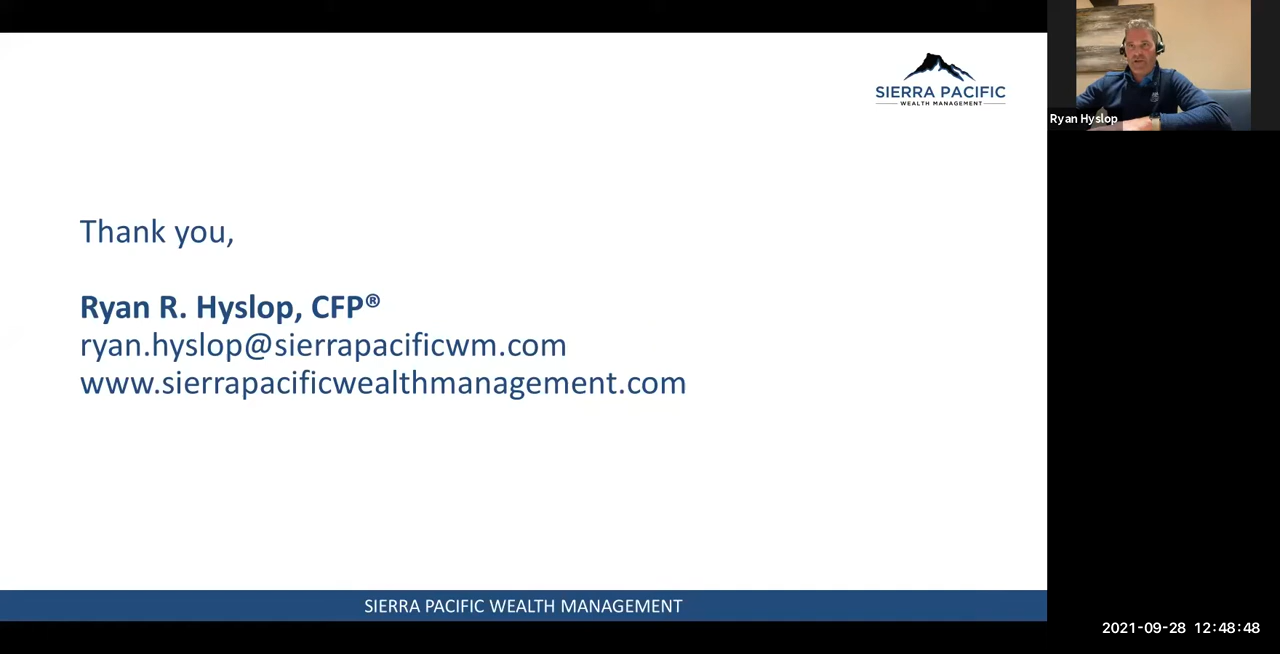 SIERRA PACIFIC
WEALTH MANAGEMENT
Ryan Hyslop
Thank you,
Ryan R. Hyslop, CFP®
ryan.hyslop@sierrapacificwm.com
www.sierrapacificwealthmanagement.com
SIERRA PACIFIC WEALTH MANAGEMENT
2021-09-28 12:48:48